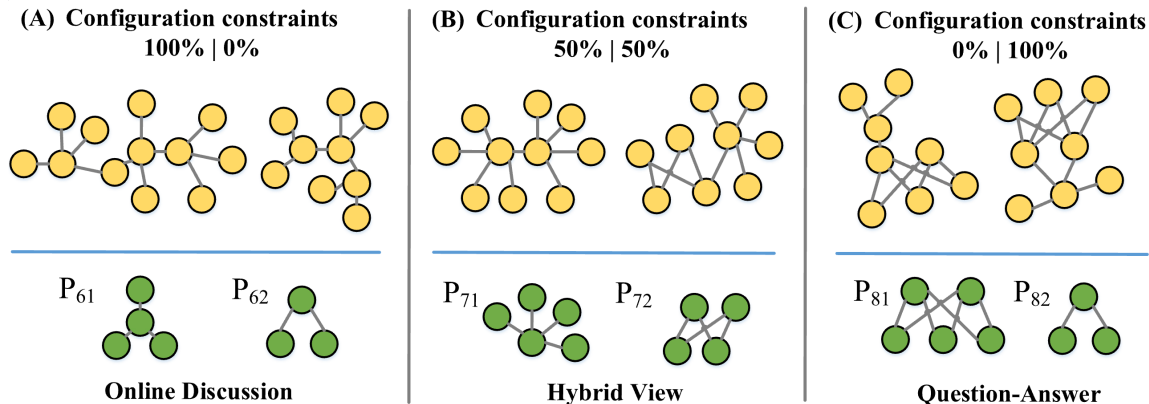 (A) Configuration constraints
100% | 0%
P61
P62
Online Discussion
(B) Configuration constraints
50% | 50%
P71
P72
Hybrid View
(C) Configuration constraints
0% | 100%
P81
P82
Question-Answer